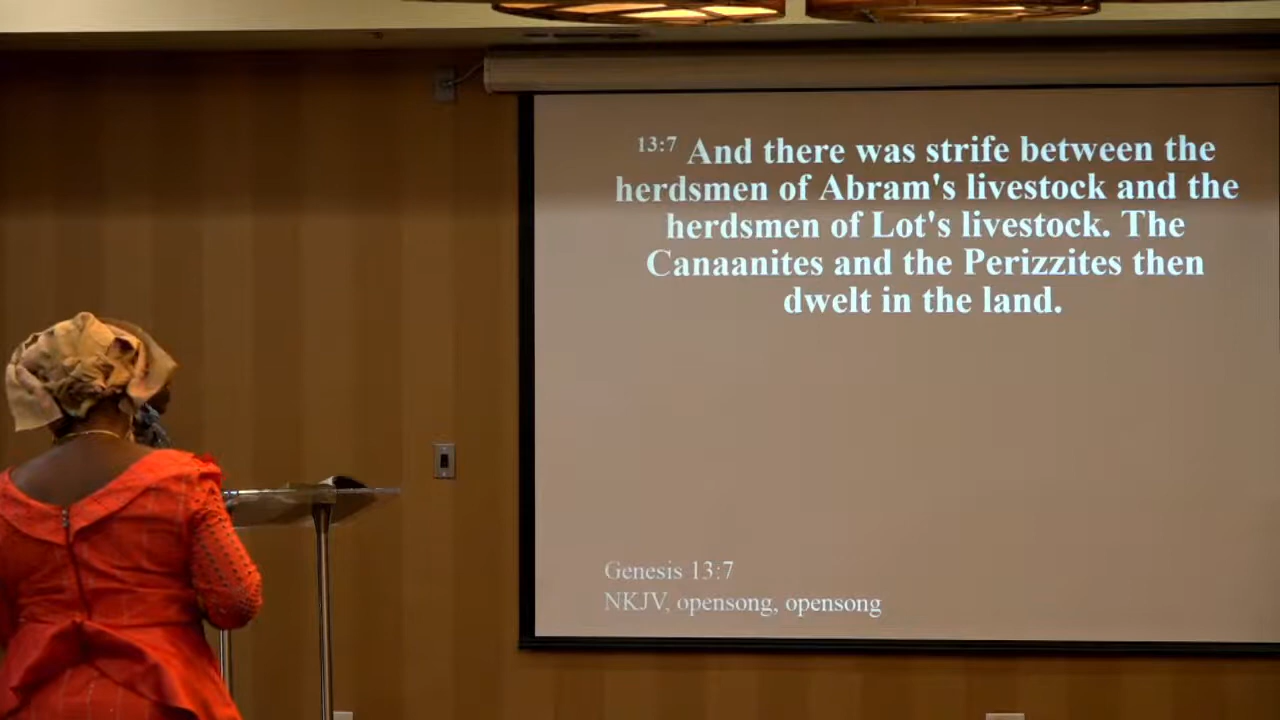 13:7 And there was strife between the
herdsmen of Abram's livestock and the
herdsmen of Lot's livestock. The
Canaanites and the Perizzites then
dwelt in the land.
Genesis 13:7
NKJV, opensong, opensong